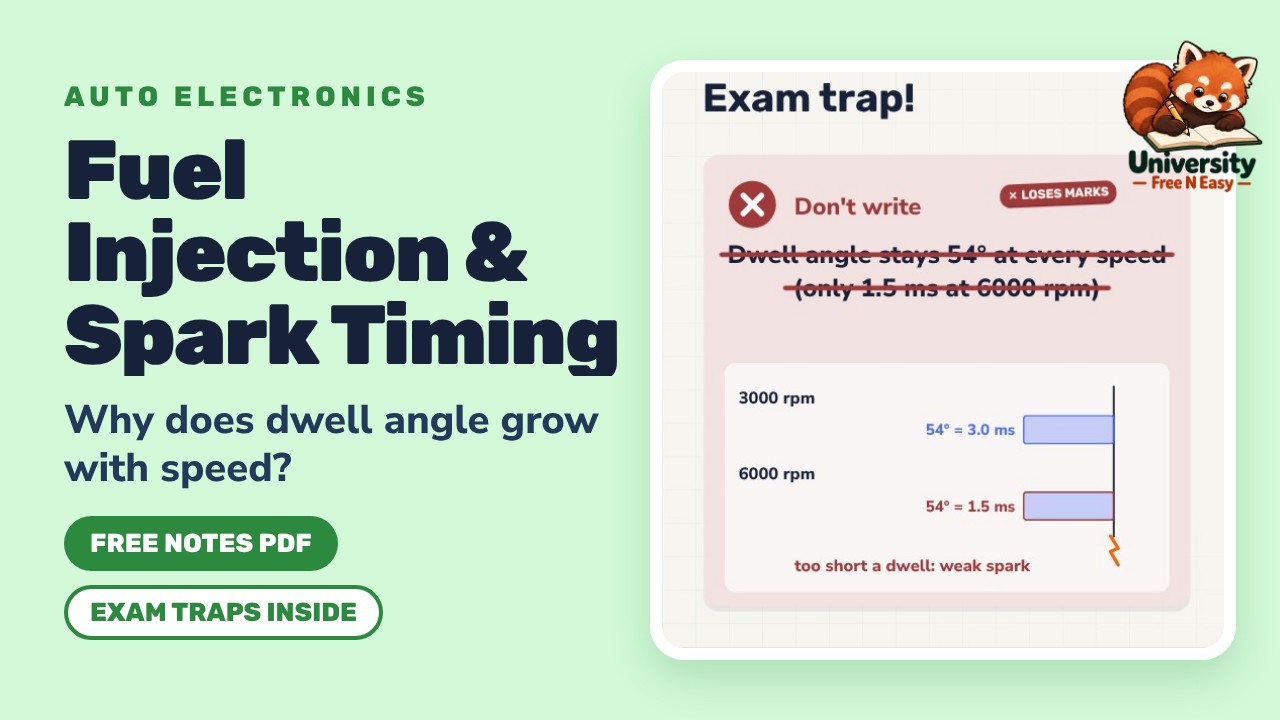 AUTO ELECTRONICS
Fuel
Injection &
Spark Timing
Why does dwell angle grow
with speed?
FREE NOTES PDF
EXAM TRAPS INSIDE
Exam trap!
Don't write
× LOSES MARKS
Dwell angle stays 54° at every speed
(only 1.5 ms at 6000 rpm)
3000 rpm
54° = 3.0 ms
6000 rpm
54° = 1.5 ms
too short a dwell: weak spark
University
Free N Easy